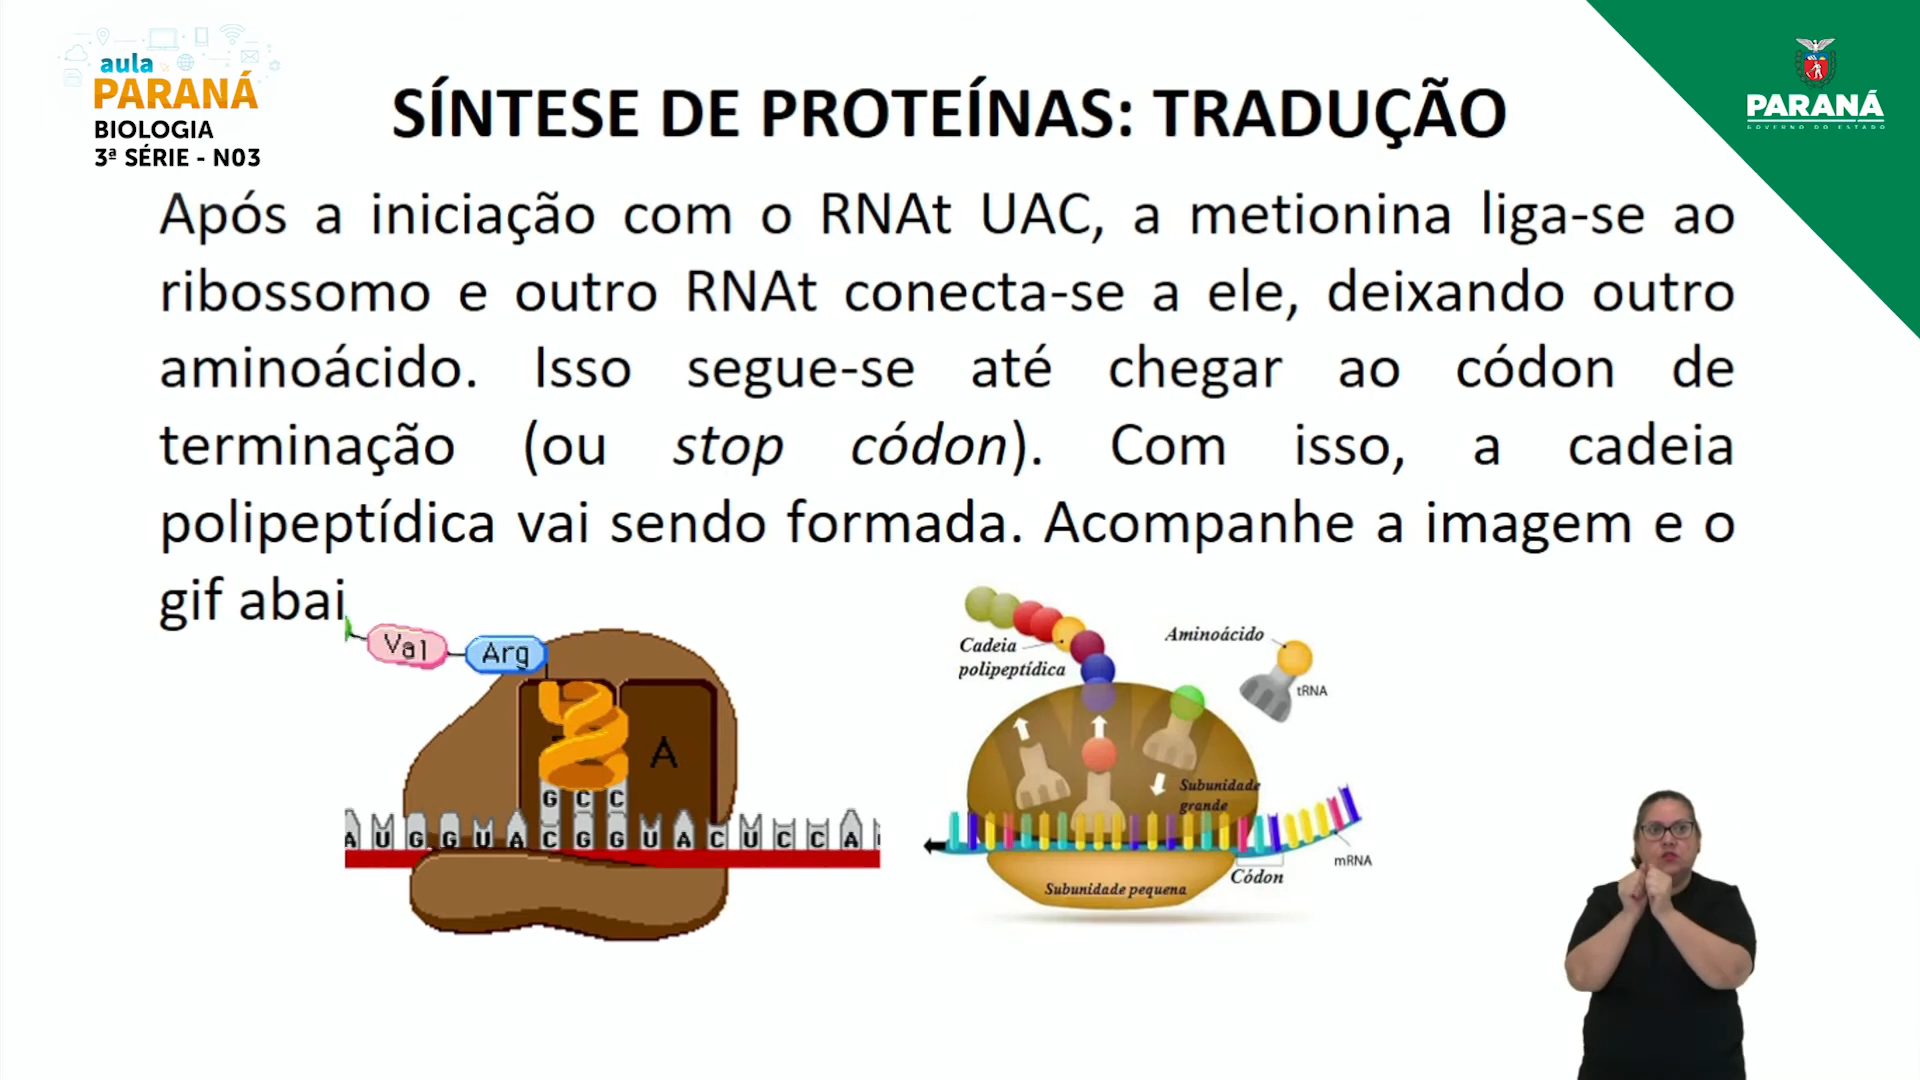 aula
PARANÁ
BIOLOGIA
3ª SÉRIE - N03
SÍNTESE DE PROTEÍNAS: TRADUÇÃO
PARANÁ
GOVERNO DO ESTADO
Após a iniciação com o RNAt UAC, a metionina liga-se ao
ribossomo e outro RNAt conecta-se a ele, deixando outro
aminoácido. Isso segue-se até chegar ao códon de
terminação (ou stop códon). Com isso, a cadeia
polipeptídica vai sendo formada. Acompanhe a imagem e o
gif abai
Val
Arg
A
G C C
A U G G U A C G G U A C U C C A
Cadeia
polipeptídica
Aminoácido
tRNA
Subunidade
grande
mRNA
Códon
Subunidade pequena